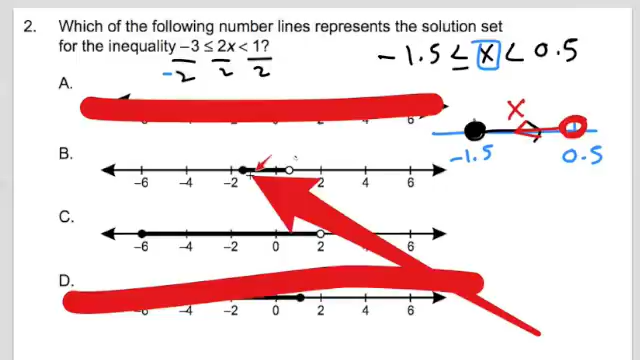 2. Which of the following number lines represents the solution set
for the inequality −3 ≤ 2x < 1?
-2 2 2
-1.5 ≤ x < 0.5
A.
6
x
-1.5 0.5
B.
−6 −4 −2 2 4 6
C.
−6 −4 −2 0 2 4 6
D.
−4 −2 0 2 4 6